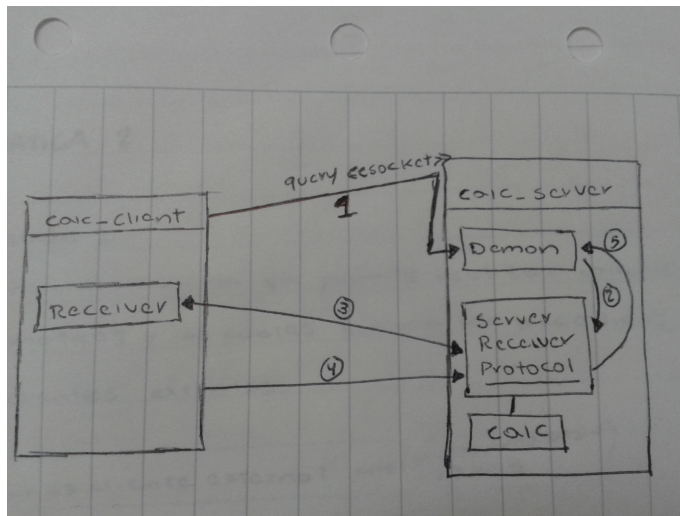 query <<socket>>
1
calc_client
Receiver
calc_server
Demon
5
2
Server
Receiver
Protocol
3
4
calc